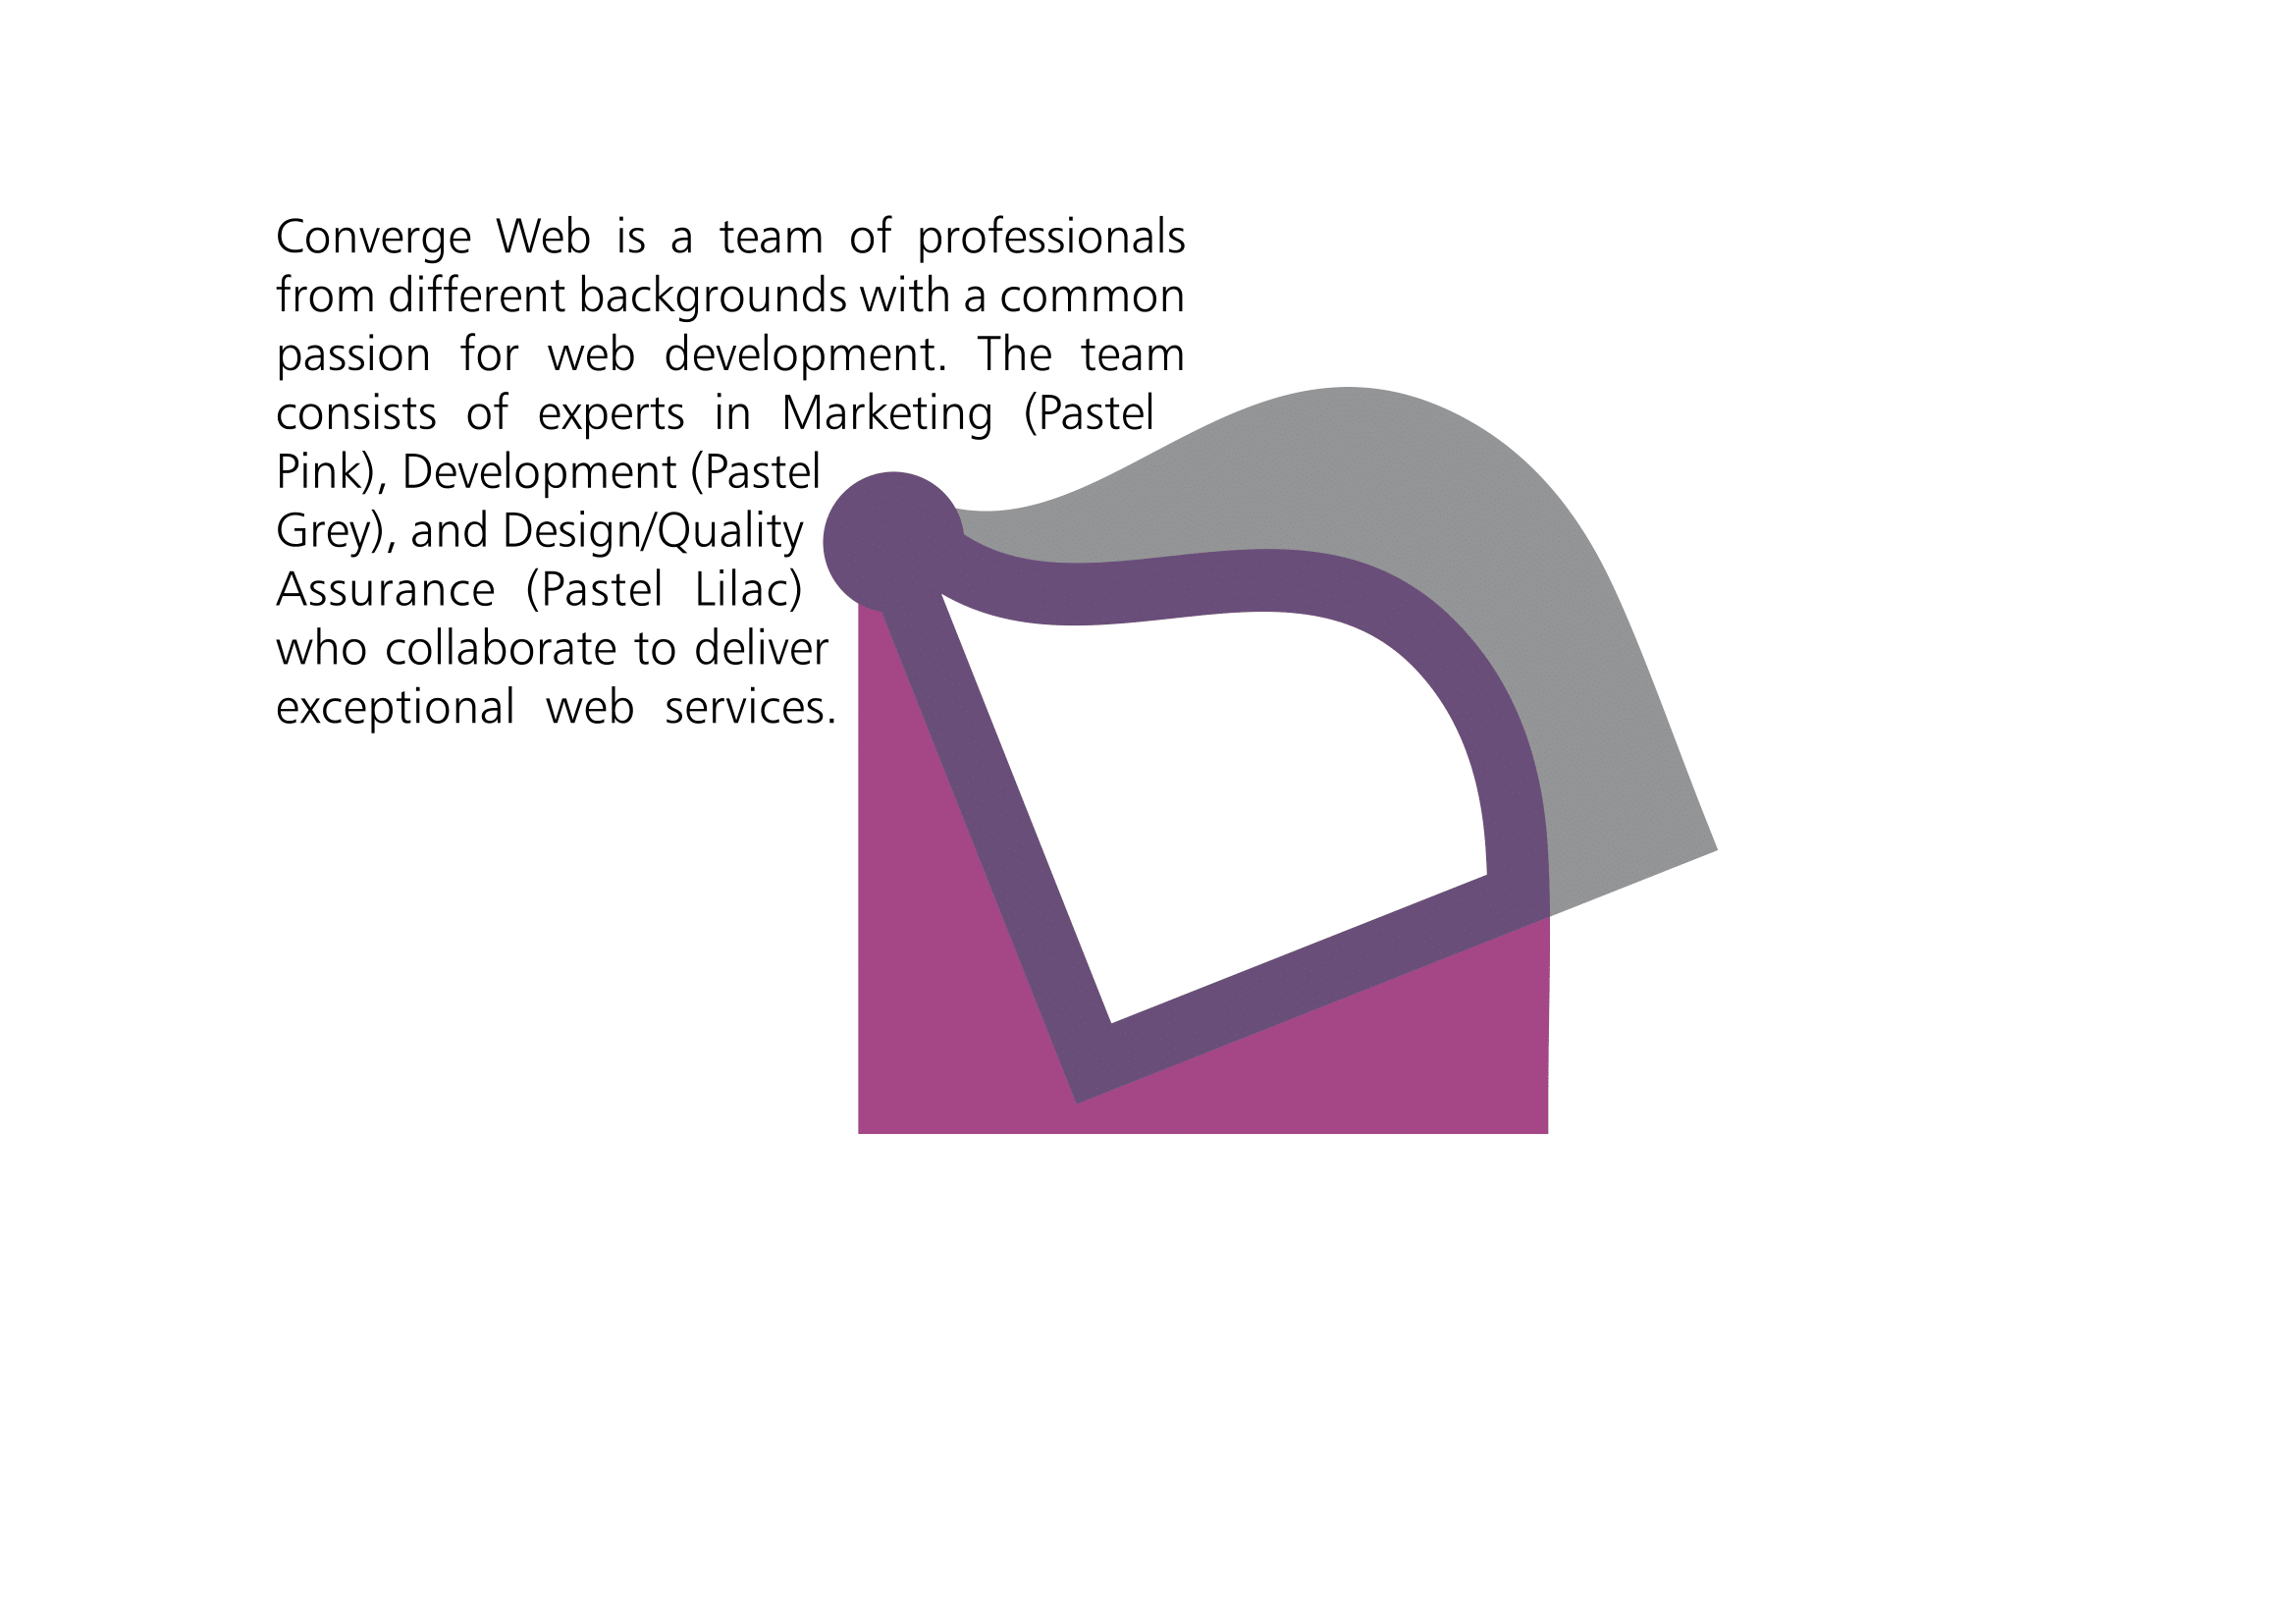 Converge Web is a team of professionals
from different backgrounds with a common
passion for web development. The team
consists of experts in Marketing (Pastel
Pink), Development (Pastel
Grey), and Design/Quality
Assurance (Pastel Lilac)
who collaborate to deliver
exceptional web services.